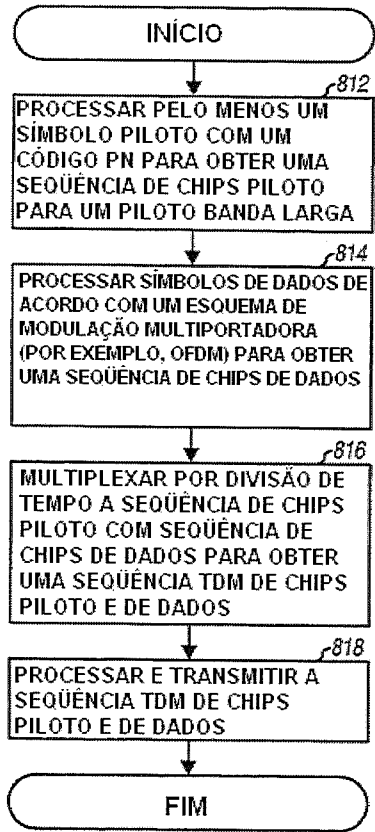 INÍCIO
812
PROCESSAR PELO MENOS UM
SÍMBOLO PILOTO COM UM
CÓDIGO PN PARA OBTER UMA
SEQÜÊNCIA DE CHIPS PILOTO
PARA UM PILOTO BANDA LARGA
814
PROCESSAR SÍMBOLOS DE DADOS DE
ACORDO COM UM ESQUEMA DE
MODULAÇÃO MULTIPORTADORA
(POR EXEMPLO, OFDM) PARA OBTER
UMA SEQÜÊNCIA DE CHIPS DE DADOS
816
MULTIPLEXAR POR DIVISÃO DE
TEMPO A SEQÜÊNCIA DE CHIPS
PILOTO COM SEQÜÊNCIA DE
CHIPS DE DADOS PARA OBTER
UMA SEQÜÊNCIA TDM DE CHIPS
PILOTO E DE DADOS
818
PROCESSAR E TRANSMITIR A
SEQÜÊNCIA TDM DE CHIPS
PILOTO E DE DADOS
FIM